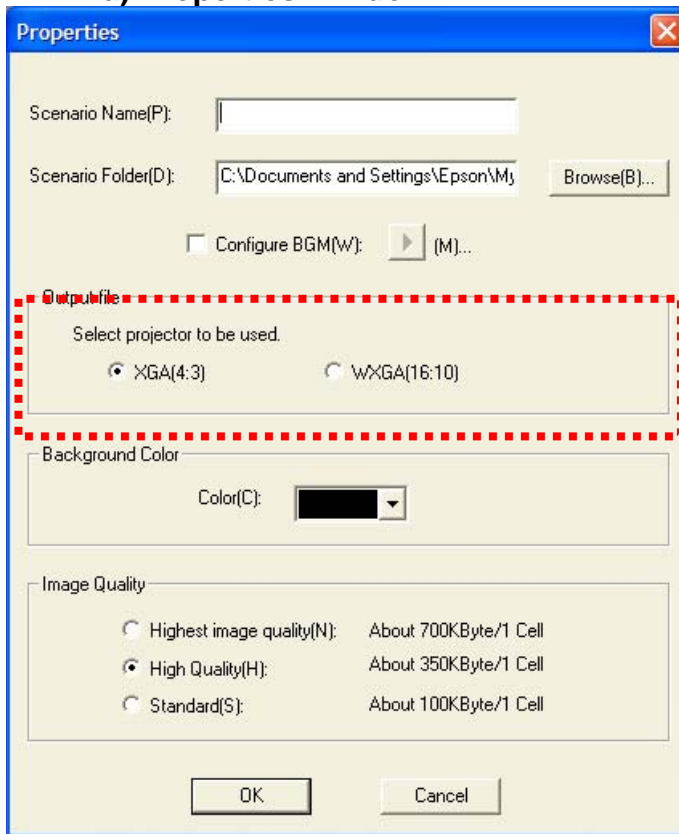 Properties
Scenario Name(P):
Scenario Folder(D): C:\Documents and Settings\Epson\My Browse(B)...
Configure BGM(W): (M)...
Output file
Select projector to be used.
XGA(4:3) WXGA(16:10)
Background Color
Color(C):
Image Quality
Highest image quality(N): About 700KByte/1 Cell
High Quality(H): About 350KByte/1 Cell
Standard(S): About 100KByte/1 Cell
OK Cancel